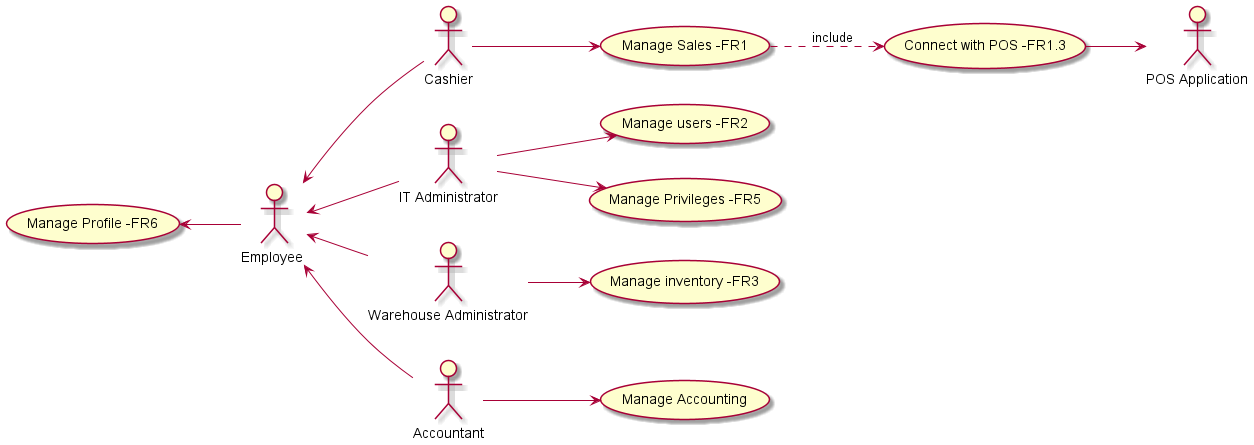 Cashier
Manage Sales -FR1
include
Connect with POS -FR1.3
POS Application
IT Administrator
Manage users -FR2
Manage Privileges -FR5
Manage Profile -FR6
Employee
Warehouse Administrator
Manage inventory -FR3
Accountant
Manage Accounting